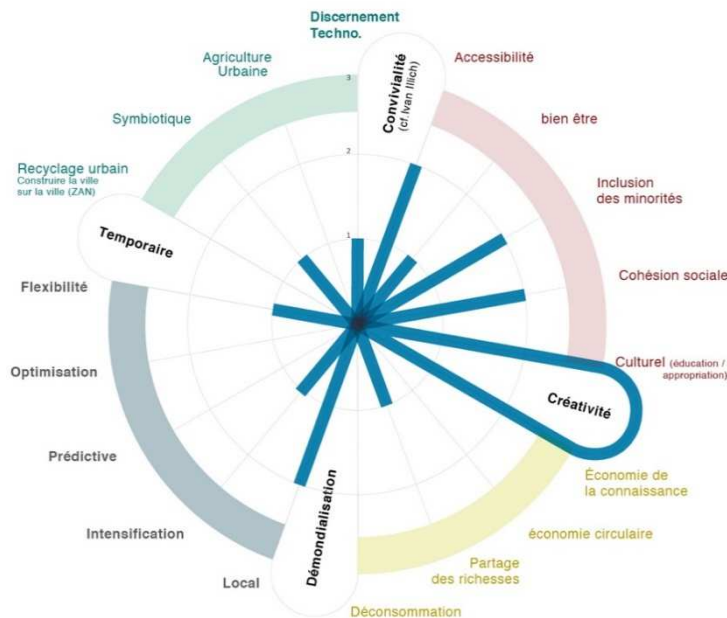 Discernement
Techno.
Convivialité
(cf.Ivan Illich)
Accessibilité
bien être
Inclusion
des minorités
Cohésion sociale
Culturel (éducation /
appropriation)
Créativité
Économie de
la connaissance
économie circulaire
Partage
des richesses
Déconsommation
Démondialisation
Local
Intensification
Prédictive
Optimisation
Flexibilité
Temporaire
Recyclage urbain
Construire la ville
sur la ville (ZAN)
Symbiotique
Agriculture
Urbaine
3
2
1